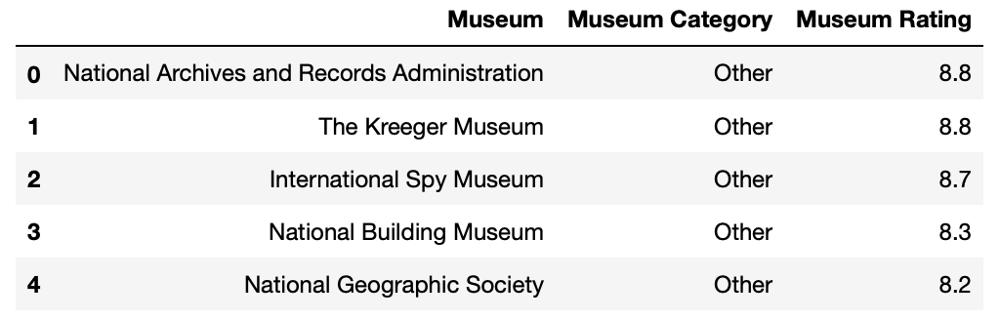 Museum Museum Category Museum Rating
0 National Archives and Records Administration Other 8.8
1 The Kreeger Museum Other 8.8
2 International Spy Museum Other 8.7
3 National Building Museum Other 8.3
4 National Geographic Society Other 8.2